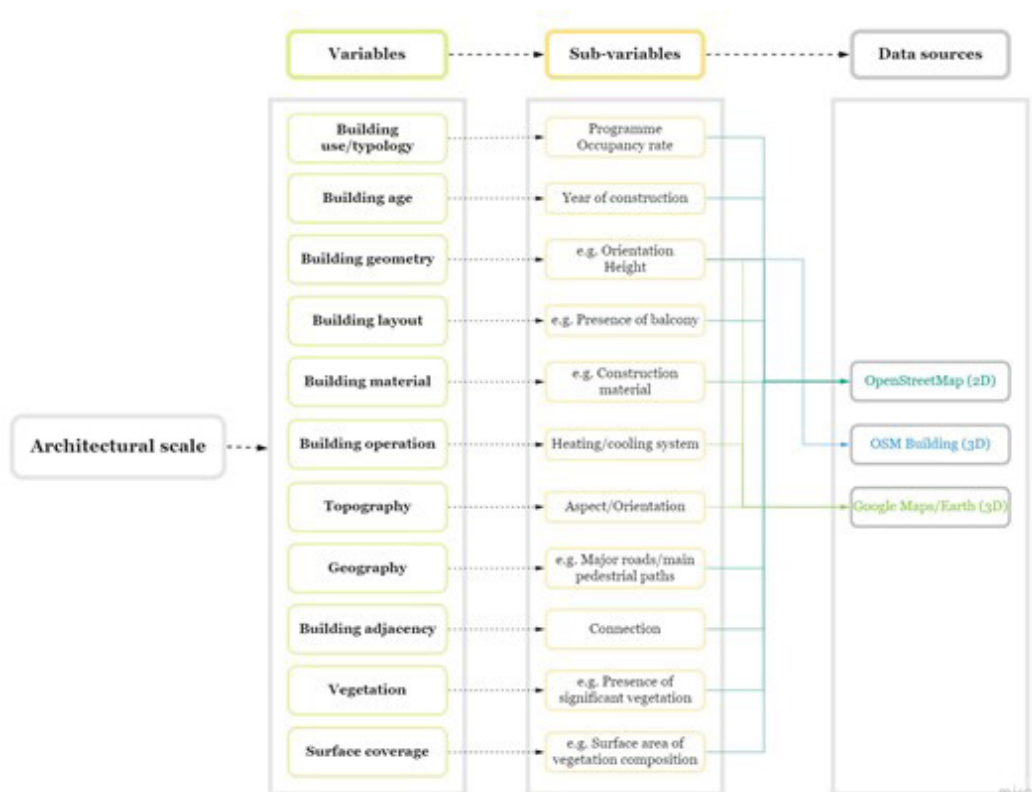 Variables
Sub-variables
Data sources
Building
use/typology
Programme
Occupancy rate
Building age
Year of construction
Building geometry
e.g. Orientation
Height
Building layout
e.g. Presence of balcony
Building material
e.g. Construction
material
OpenStreetMap (2D)
Architectural scale
Building operation
Heating/cooling system
OSM Building (3D)
Topography
Aspect/Orientation
Google Maps/Earth (3D)
Geography
e.g. Major roads/main
pedestrial paths
Building adjacency
Connection
Vegetation
e.g. Presence of
significant vegetation
Surface coverage
e.g. Surface area of
vegetation composition